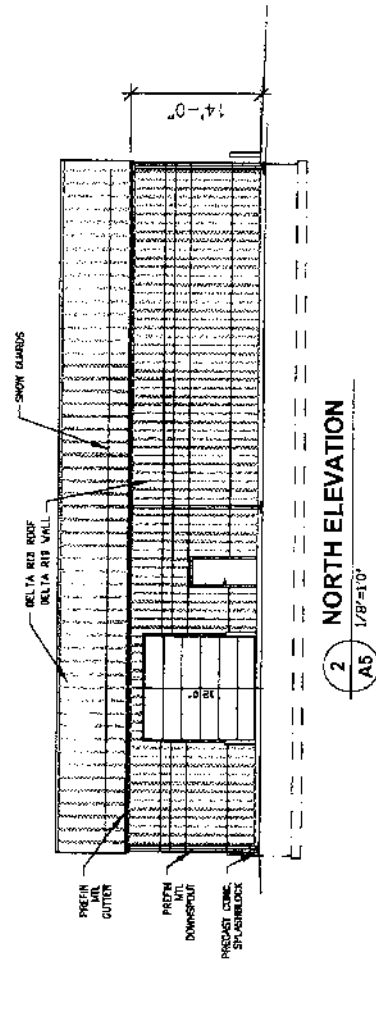 SNOW GUARDS
DELTA RIB ROOF
DELTA RIB WALL
PREFIN
MTL
GUTTER
PREFIN
MTL
DOWNSPOUT
PRECAST CONC.
SPLASHBLOCK
14'-0"
12'0"
2
A5
NORTH ELEVATION
1/8"=1'0"